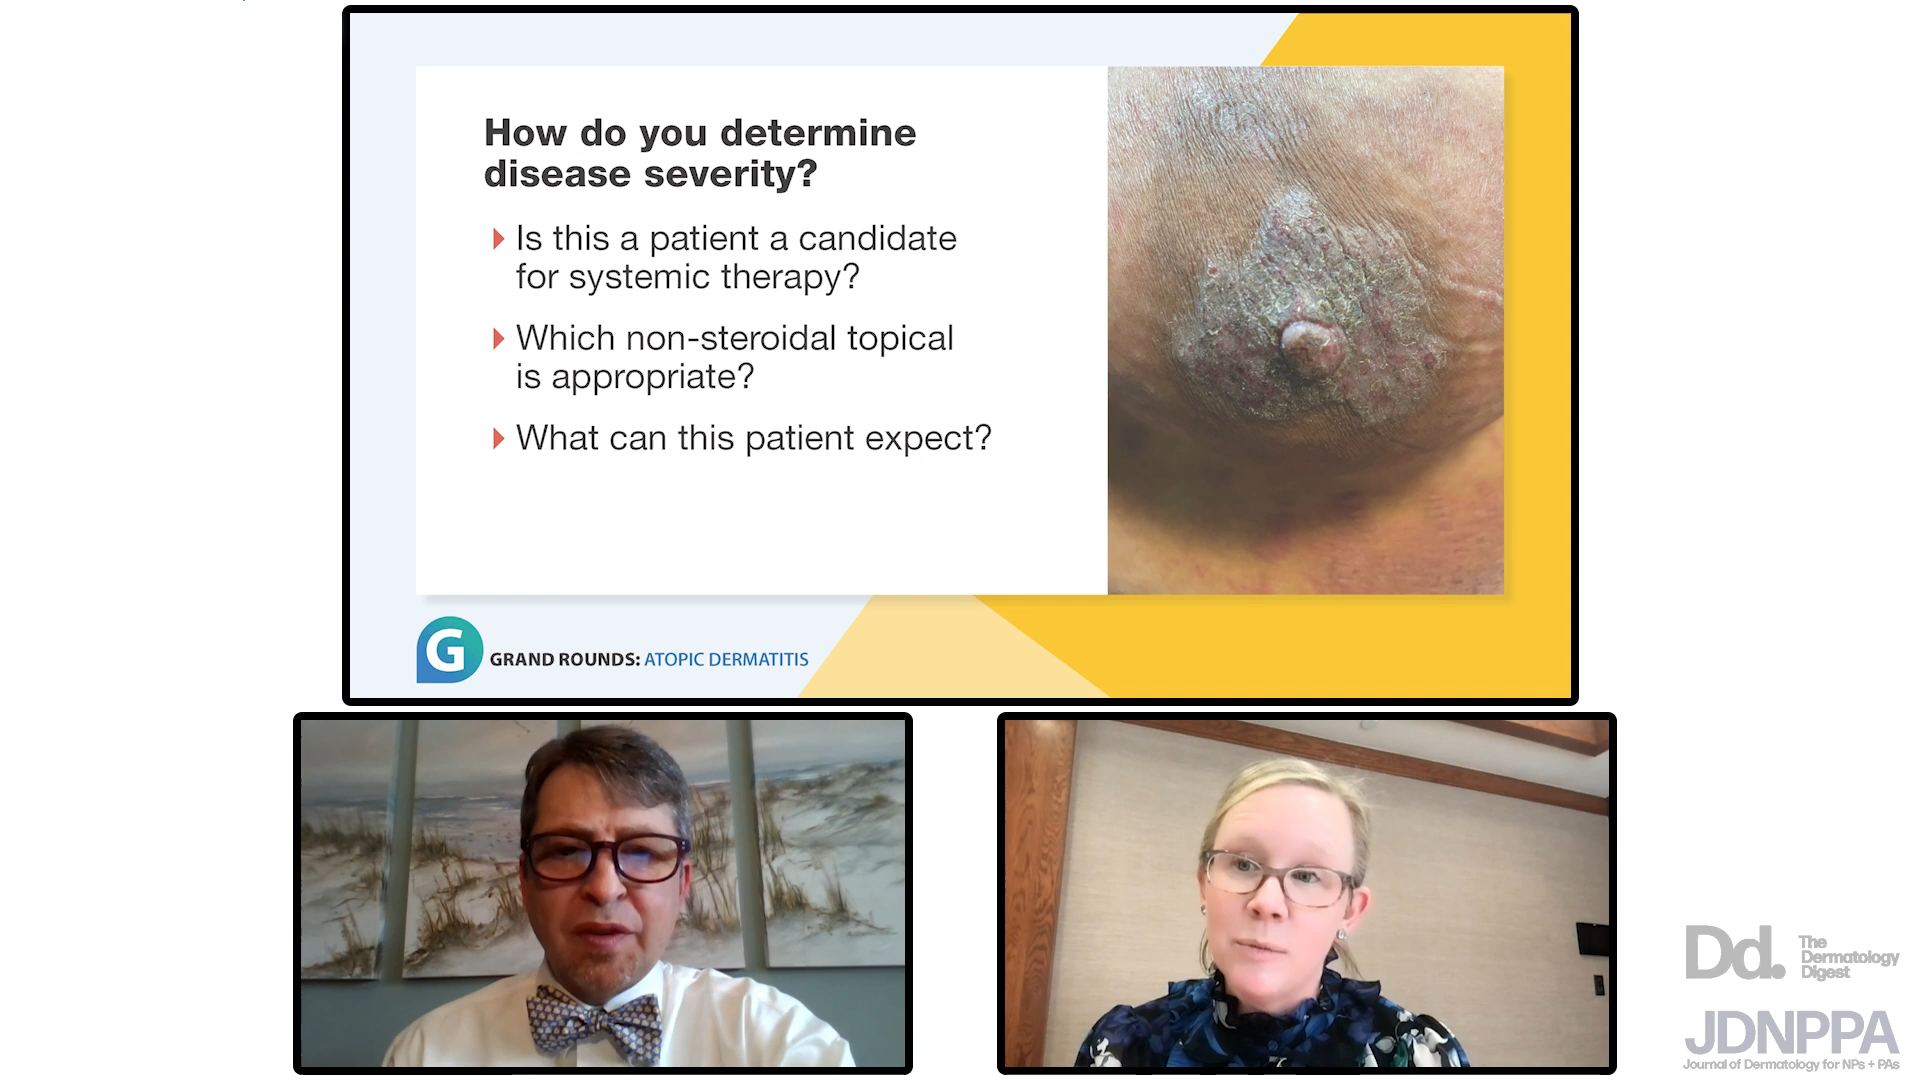 How do you determine
disease severity?
Is this a patient a candidate
for systemic therapy?
Which non-steroidal topical
is appropriate?
What can this patient expect?
G
GRAND ROUNDS: ATOPIC DERMATITIS
Dd.
The
Dermatology
Digest
JDNPPA
Journal of Dermatology for NPs + PAs